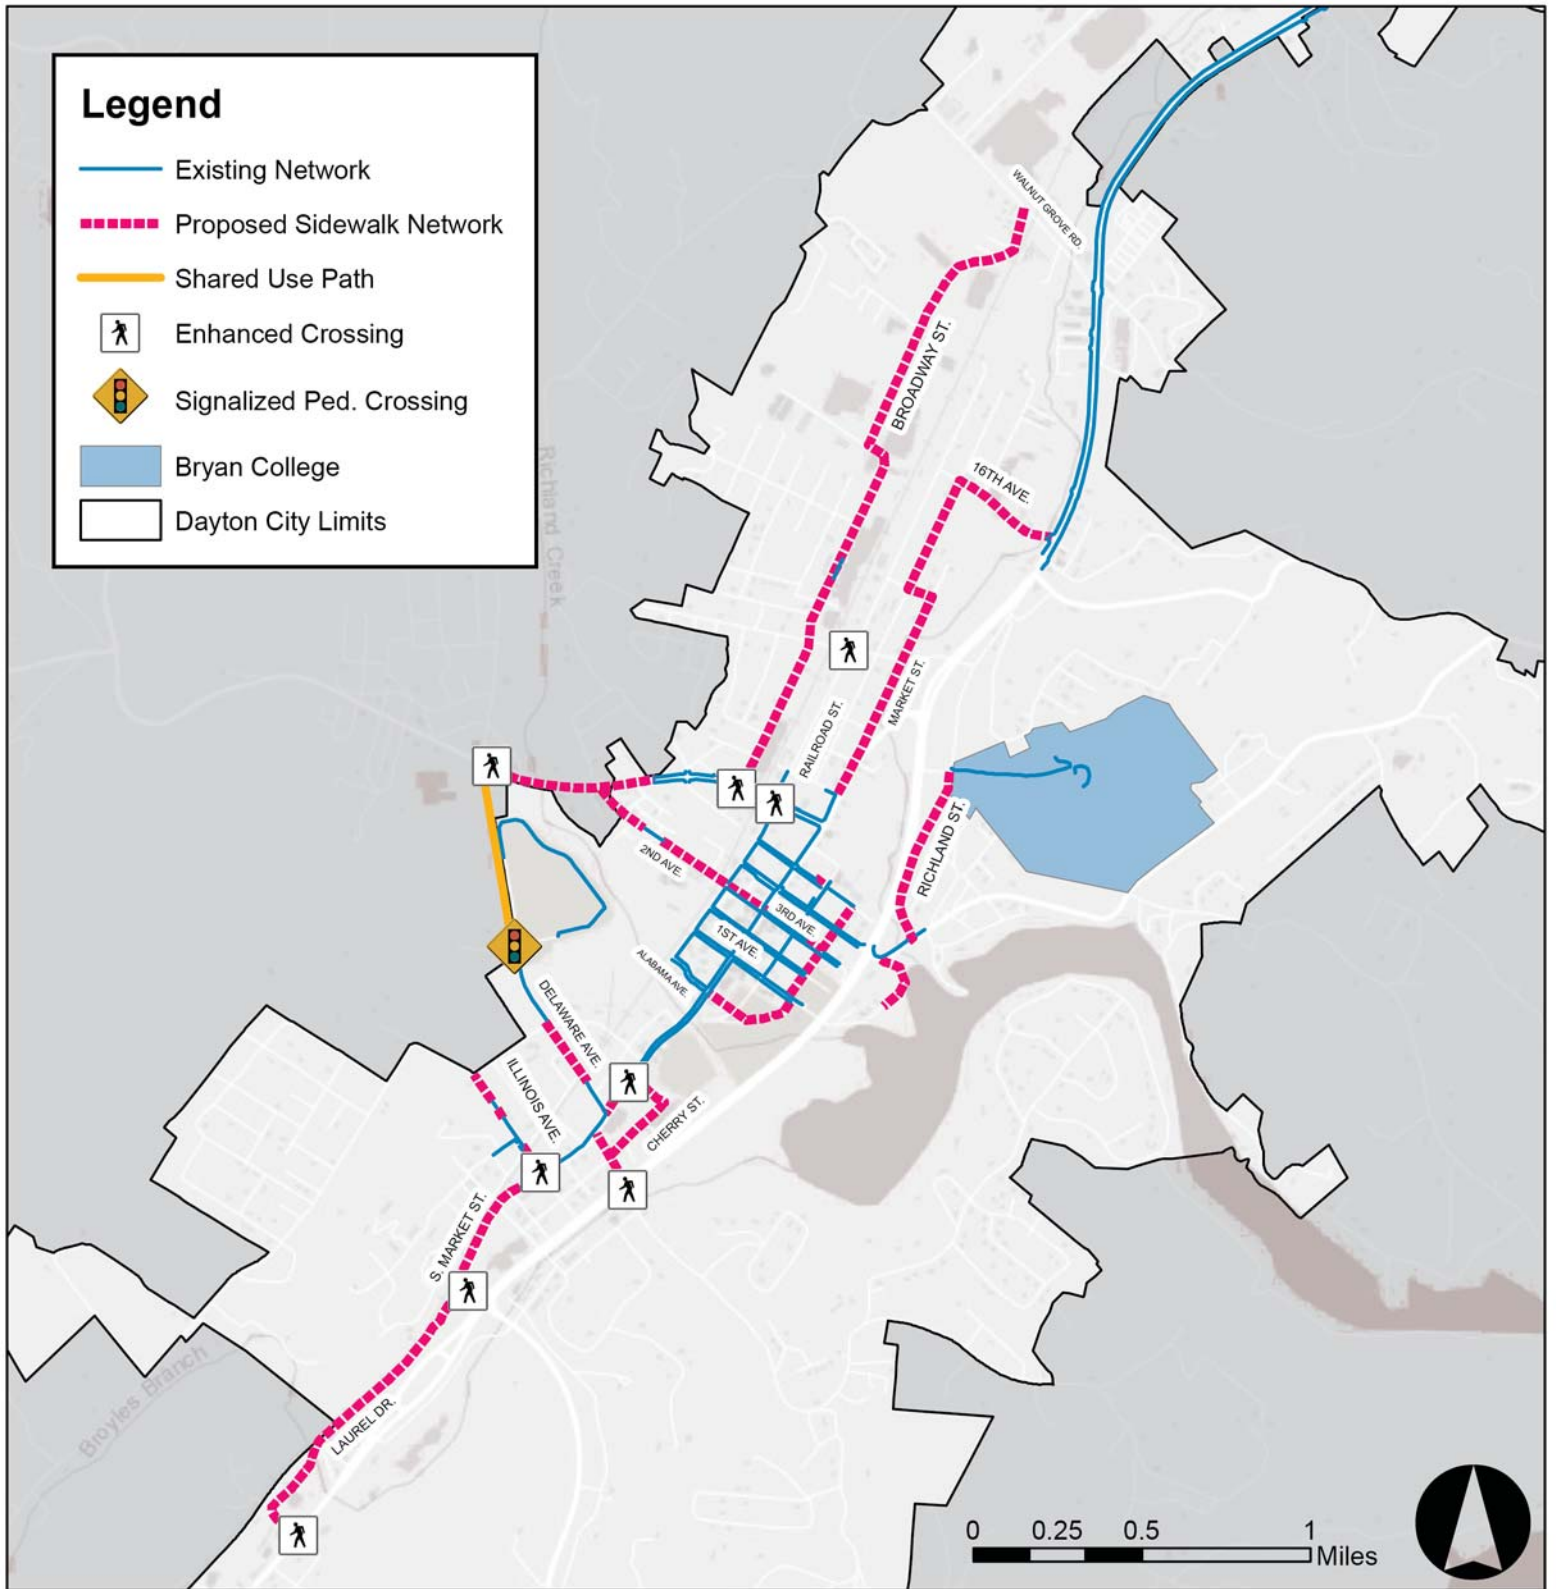 Legend
Existing Network
Proposed Sidewalk Network
Shared Use Path
Enhanced Crossing
Signalized Ped. Crossing
Bryan College
Dayton City Limits
WALNUT GROVE RD.
BROADWAY ST.
16TH AVE.
Richland Creek
MARKET ST.
RAILROAD ST.
RICHLAND ST.
2ND AVE.
3RD AVE.
1ST AVE.
ALABAMA AVE.
DELAWARE AVE.
ILLINOIS AVE.
CHERRY ST.
S. MARKET ST.
LAUREL DR.
Broyles Branch
0 0.25 0.5 1
Miles